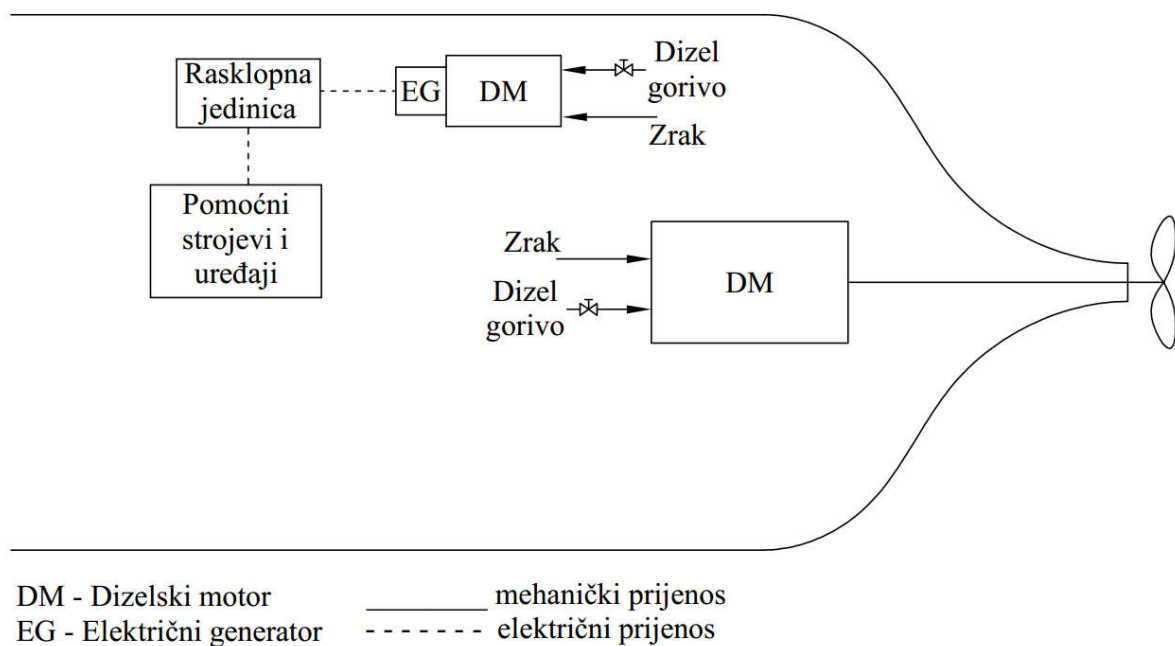 Rasklopna
jedinica
EG
DM
Dizel
gorivo
Zrak
Pomoćni
strojevi i
uređaji
Zrak
Dizel
gorivo
DM
DM - Dizelski motor
EG - Električni generator
mehanički prijenos
električni prijenos